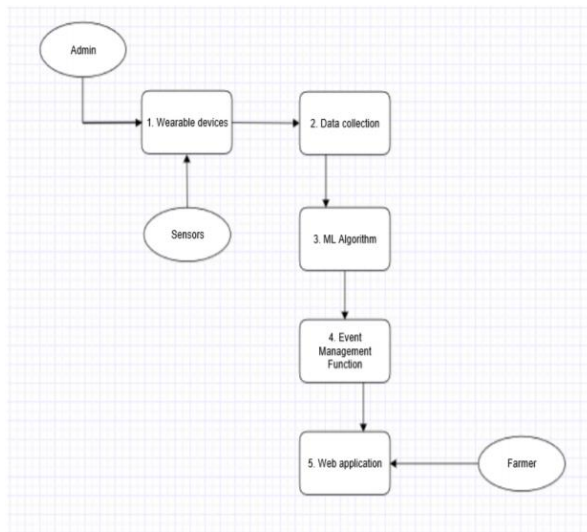 Admin
1. Wearable devices
2. Data collection
Sensors
3. ML Algorithm
4. Event
Management
Function
5. Web application
Farmer